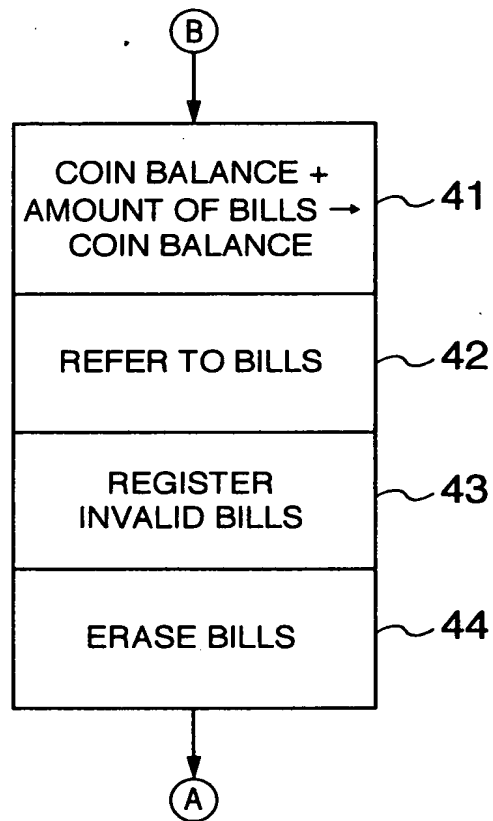 B
COIN BALANCE +
AMOUNT OF BILLS →
COIN BALANCE
41
REFER TO BILLS
42
REGISTER
INVALID BILLS
43
ERASE BILLS
44
A